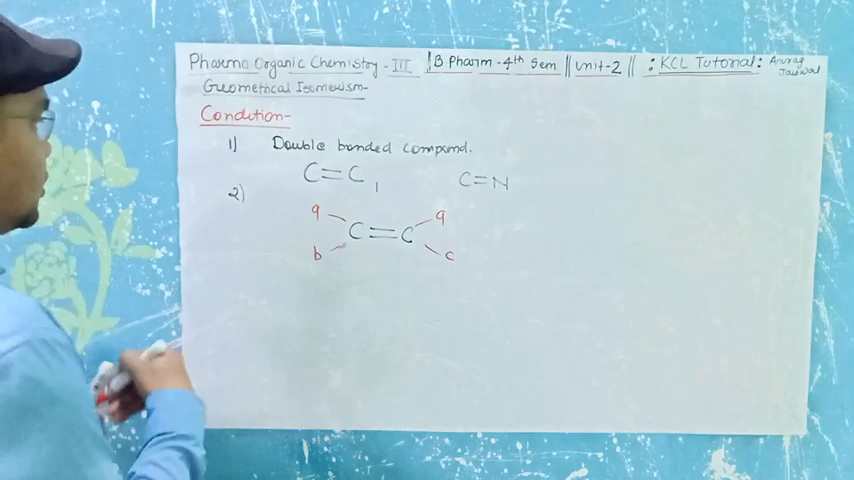 Pharma Organic Chemistry - III | B Pharm - 4th Sem || Unit-2 || : KCL Tutorial : Anurag Jaiswal
Geometrical Isomerism-
Condition-
1) Double bonded compound.
C=C, C=N
2)
a a
C=C
b c